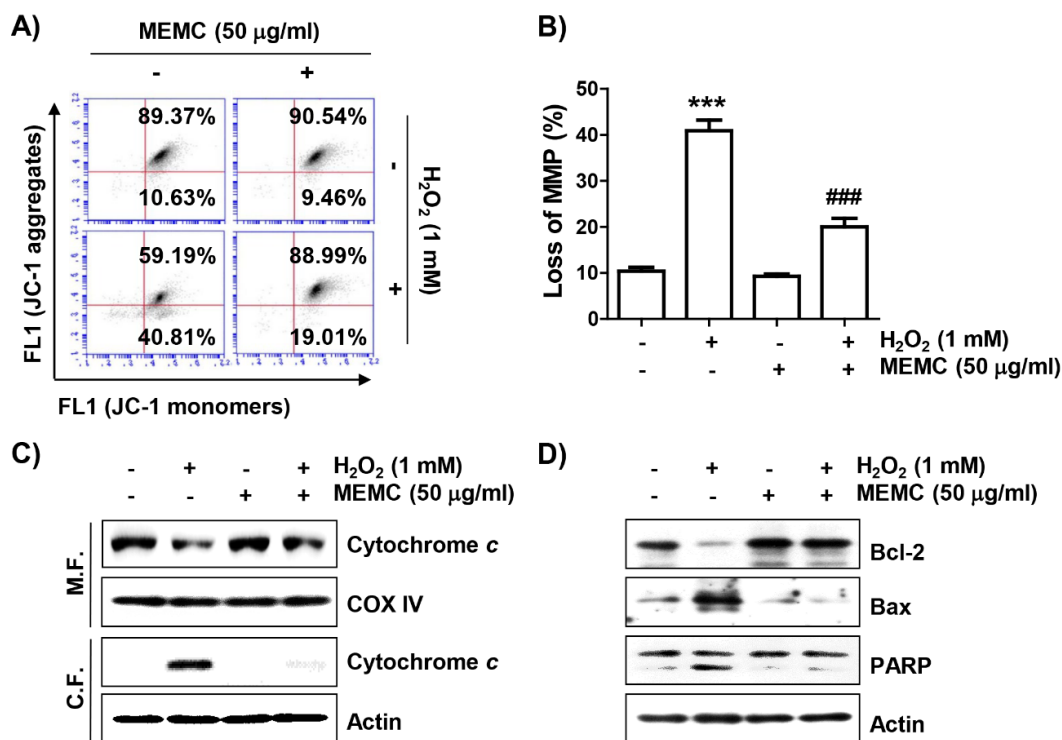 A)
MEMC (50 μg/ml)
- +
FL1 (JC-1 aggregates)
89.37% 90.54%
10.63% 9.46%
59.19% 88.99%
40.81% 19.01%
- +
H₂O₂ (1 mM)
FL1 (JC-1 monomers)
B)
Loss of MMP (%)
50
40
30
20
10
0
***
###
- + - + H₂O₂ (1 mM)
- - + + MEMC (50 μg/ml)
C)
- + - + H₂O₂ (1 mM)
- - + + MEMC (50 μg/ml)
M.F.
Cytochrome c
COX IV
C.F.
Cytochrome c
Actin
D)
- + - + H₂O₂ (1 mM)
- - + + MEMC (50 μg/ml)
Bcl-2
Bax
PARP
Actin